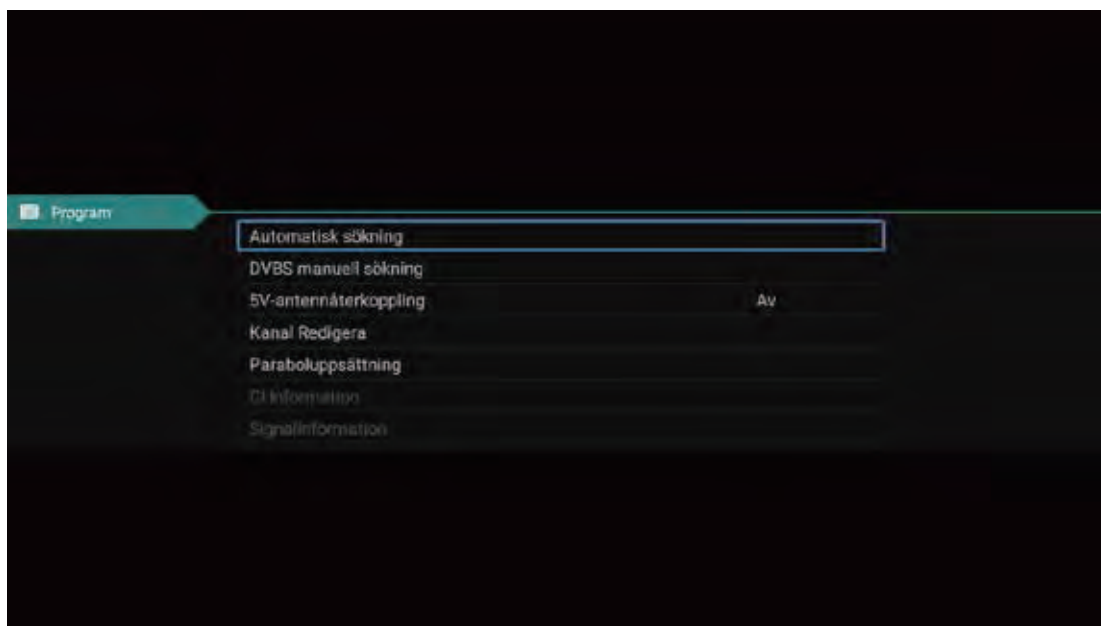 Program
Automatisk sökning
DVBS manuell sökning
5V-antennåterkoppling Av
Kanal Redigera
Paraboluppsättning
CI Information
Signalinformation